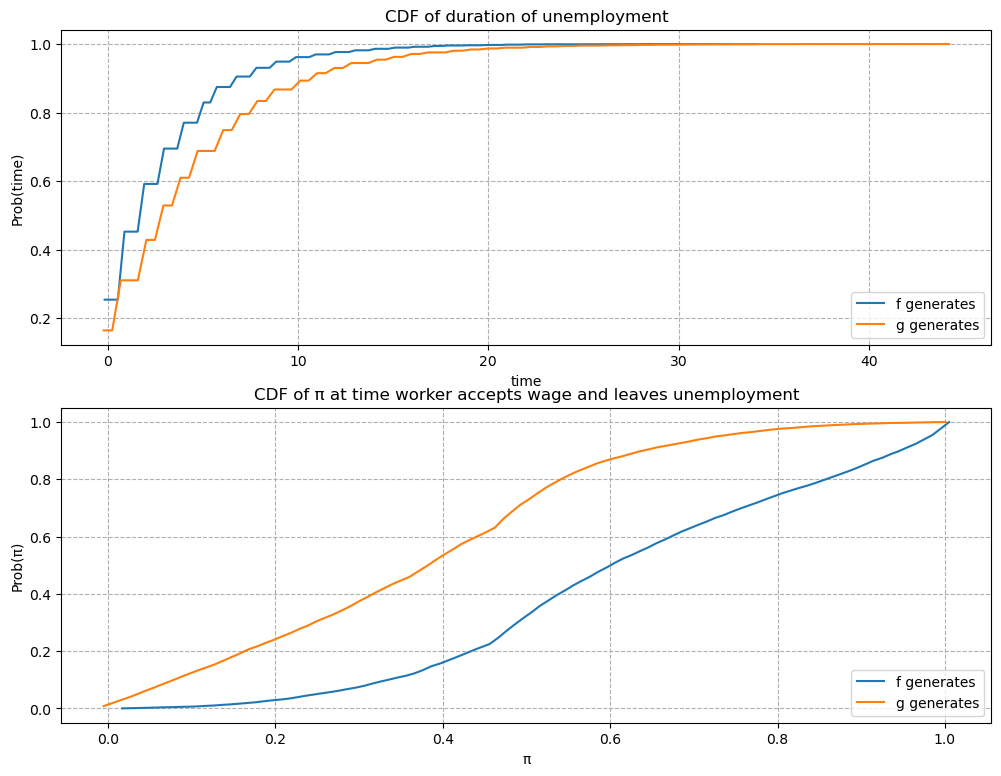 CDF of duration of unemployment
1.0
0.8
0.6
0.4
0.2
Prob(time)
f generates
g generates
0 10 20 30 40
time
CDF of π at time worker accepts wage and leaves unemployment
1.0
0.8
0.6
0.4
0.2
0.0
Prob(π)
f generates
g generates
0.0 0.2 0.4 0.6 0.8 1.0
π